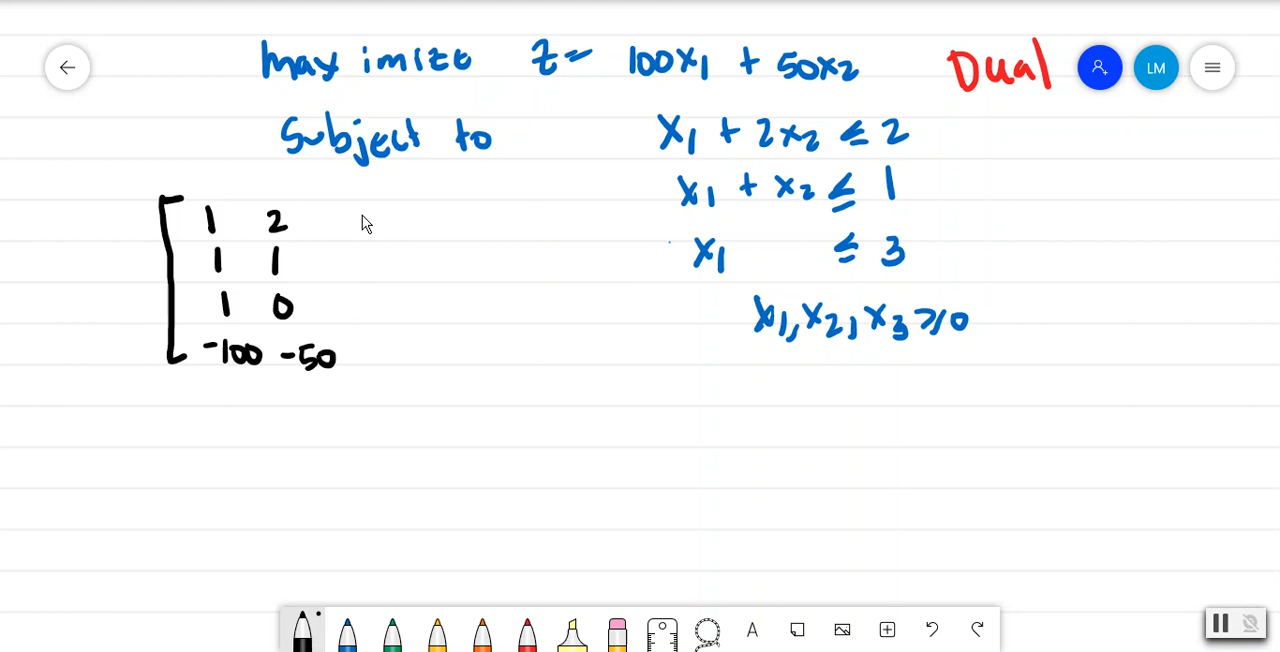 Maximize Z = 100x1 + 50x2 Dual
LM
Subject to x1 + 2x2 ≤ 2
x1 + x2 ≤ 1
x1 ≤ 3
x1, x2, x3 ≥ 0
1 2
1 1
1 0
-100 -50
A